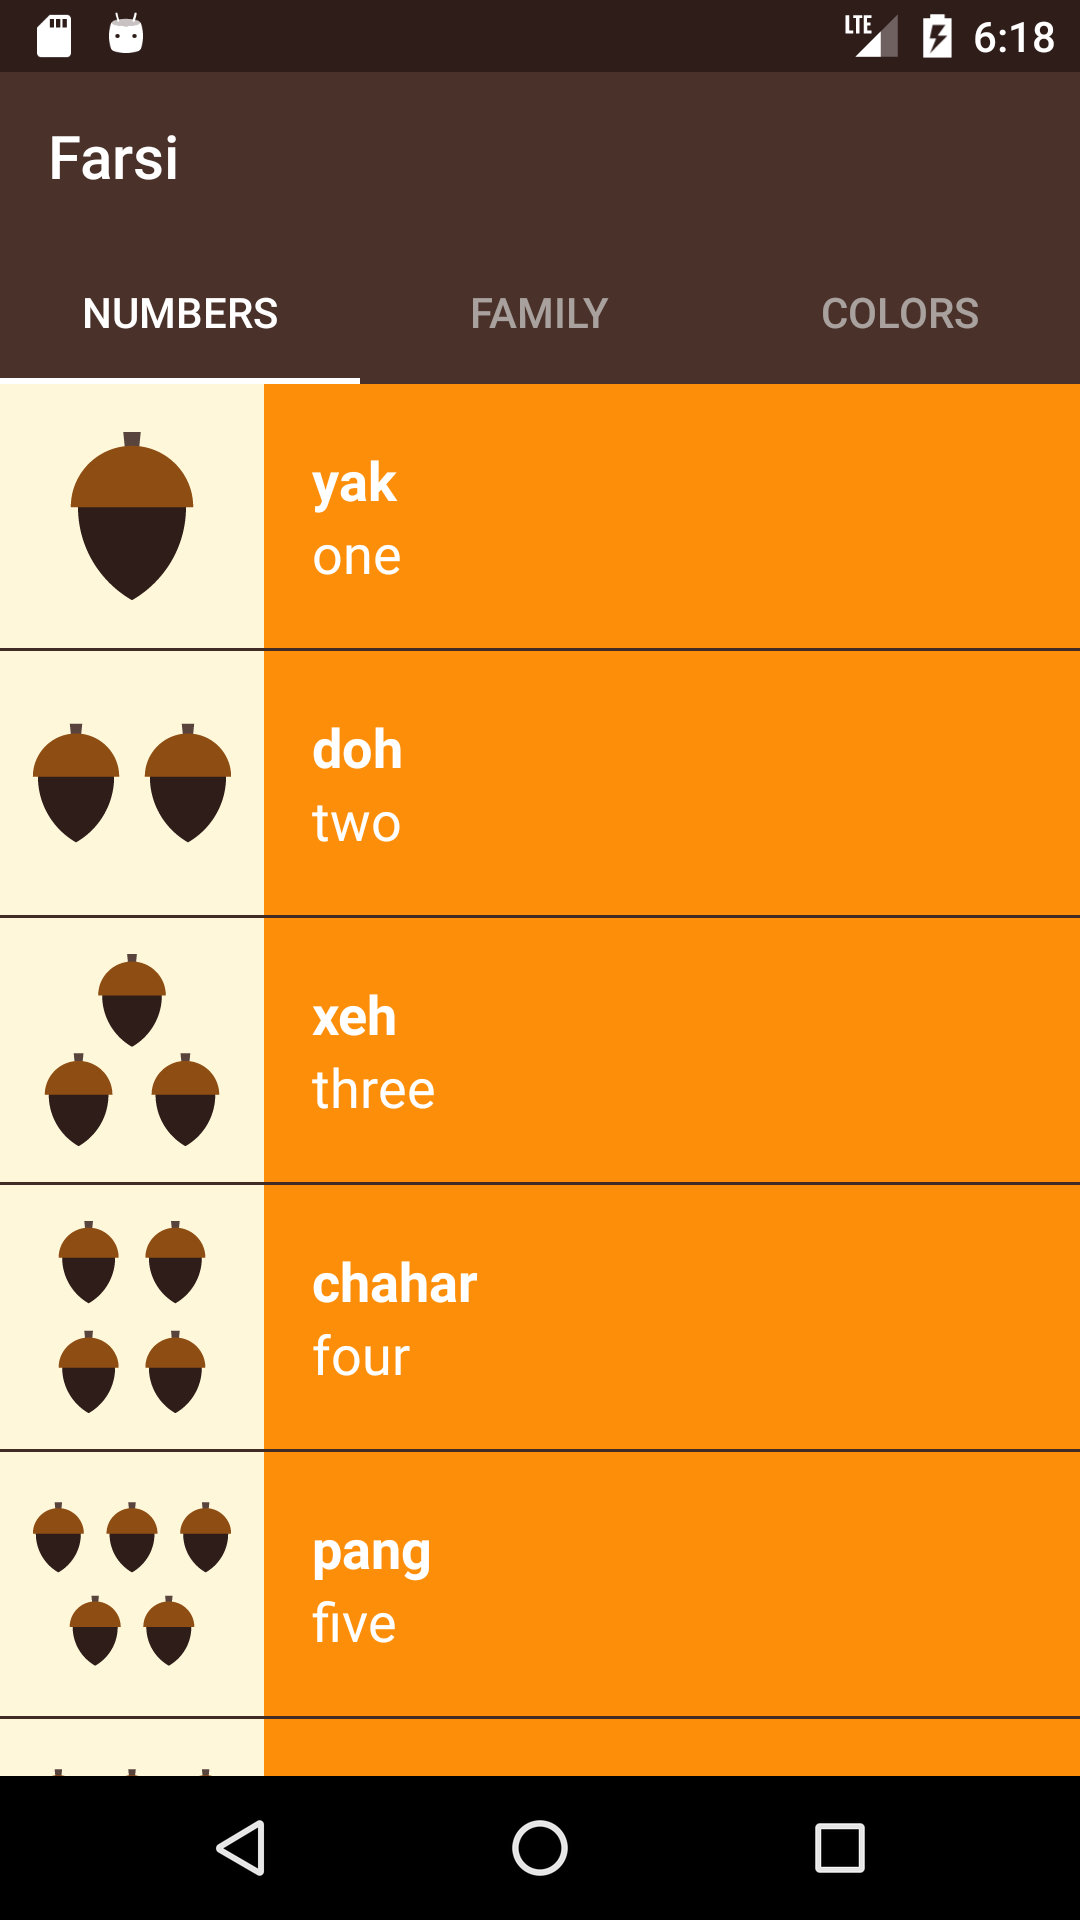 LTE 6:18
Farsi
NUMBERS FAMILY COLORS
yak
one
doh
two
xeh
three
chahar
four
pang
five